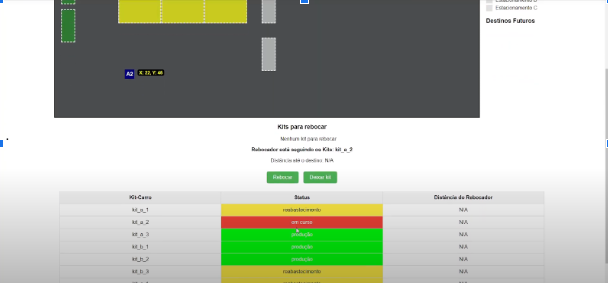 Estacionamento C
Destinos Futuros
A2 X: 22, Y: 46
Kits para rebocar
Nenhum kit para rebocar
Rebocador está seguindo os Kits: kit_a_2
Distância até o destino: N/A
Rebocar Deixar kit
Kit-Carro Status Distância do Rebocador
kit_a_1 reabastecimento N/A
kit_a_2 em curso N/A
kit_a_3 produção N/A
kit_b_1 produção N/A
kit_b_2 produção N/A
kit_b_3 reabastecimento N/A